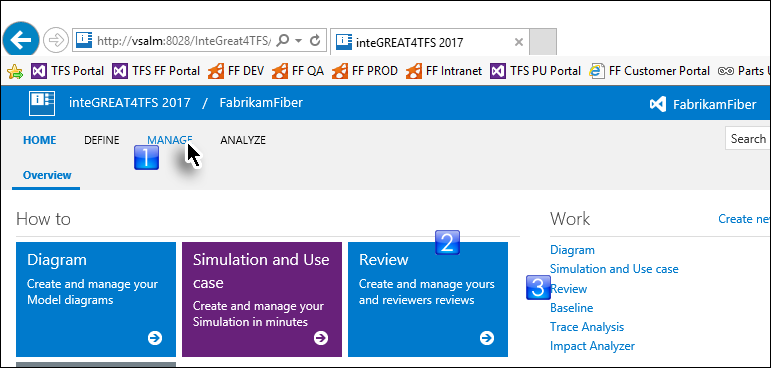 http://vsalm:8028/InteGreat4TFS/
inteGREAT4TFS 2017
TFS Portal TFS FF Portal FF DEV FF QA FF PROD FF Intranet TFS PU Portal FF Customer Portal Parts U
inteGREAT4TFS 2017 / FabrikamFiber FabrikamFiber
HOME DEFINE MANAGE ANALYZE Search
1
Overview
How to
Work Create nev
2
Diagram
Create and manage your
Model diagrams
Simulation and Use
case
Create and manage your
Simulation in minutes
Review
Create and manage yours
and reviewers reviews
Diagram
Simulation and Use case
3
Review
Baseline
Trace Analysis
Impact Analyzer